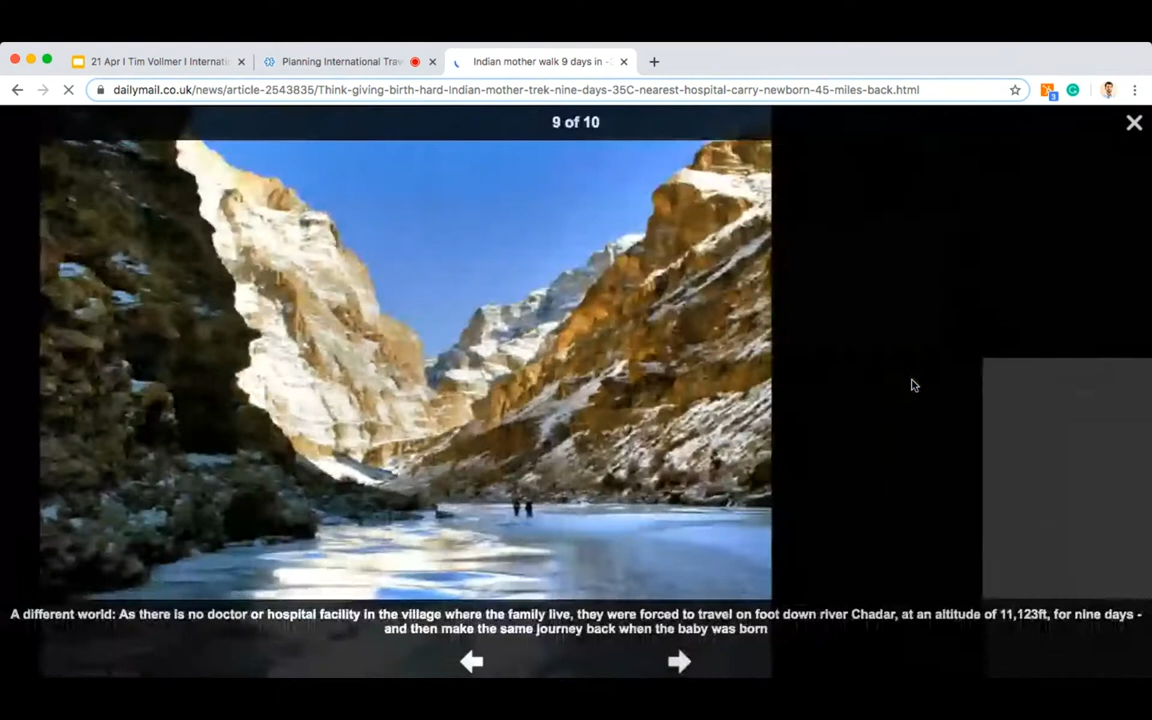 21 Apr I Tim Vollmer I Internati
Planning International Trav
Indian mother walk 9 days in -
dailymail.co.uk/news/article-2543835/Think-giving-birth-hard-Indian-mother-trek-nine-days-35C-nearest-hospital-carry-newborn-45-miles-back.html
3
9 of 10
A different world: As there is no doctor or hospital facility in the village where the family live, they were forced to travel on foot down river Chadar, at an altitude of 11,123ft, for nine days -
and then make the same journey back when the baby was born